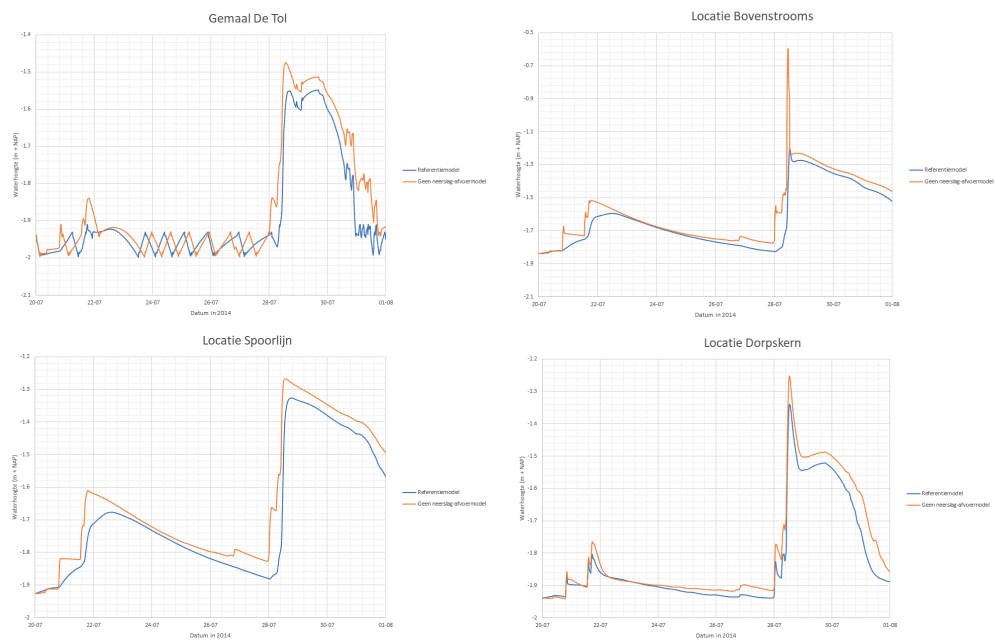 Gemaal De Tol
-1.4
-1.5
-1.6
-1.7
-1.8
-1.9
-2
-2.1
Waterhoogte (m + NAP)
20-07 22-07 24-07 26-07 28-07 30-07 01-08
Datum in 2014
Referentiemodel
Geen neerslag-afvoermodel
Locatie Bovenstrooms
-0.5
-0.7
-0.9
-1.1
-1.3
-1.5
-1.7
-1.9
-2.1
Waterhoogte (m + NAP)
20-07 22-07 24-07 26-07 28-07 30-07 01-08
Datum in 2014
Referentiemodel
Geen neerslag-afvoermodel
Locatie Spoorlijn
-1.2
-1.3
-1.4
-1.5
-1.6
-1.7
-1.8
-1.9
-2
Waterhoogte (m + NAP)
20-07 22-07 24-07 26-07 28-07 30-07 01-08
Datum in 2014
Referentiemodel
Geen neerslag-afvoermodel
Locatie Dorpskern
-1.2
-1.3
-1.4
-1.5
-1.6
-1.7
-1.8
-1.9
-2
Waterhoogte (m + NAP)
20-07 22-07 24-07 26-07 28-07 30-07 01-08
Datum in 2014
Referentiemodel
Geen neerslag-afvoermodel